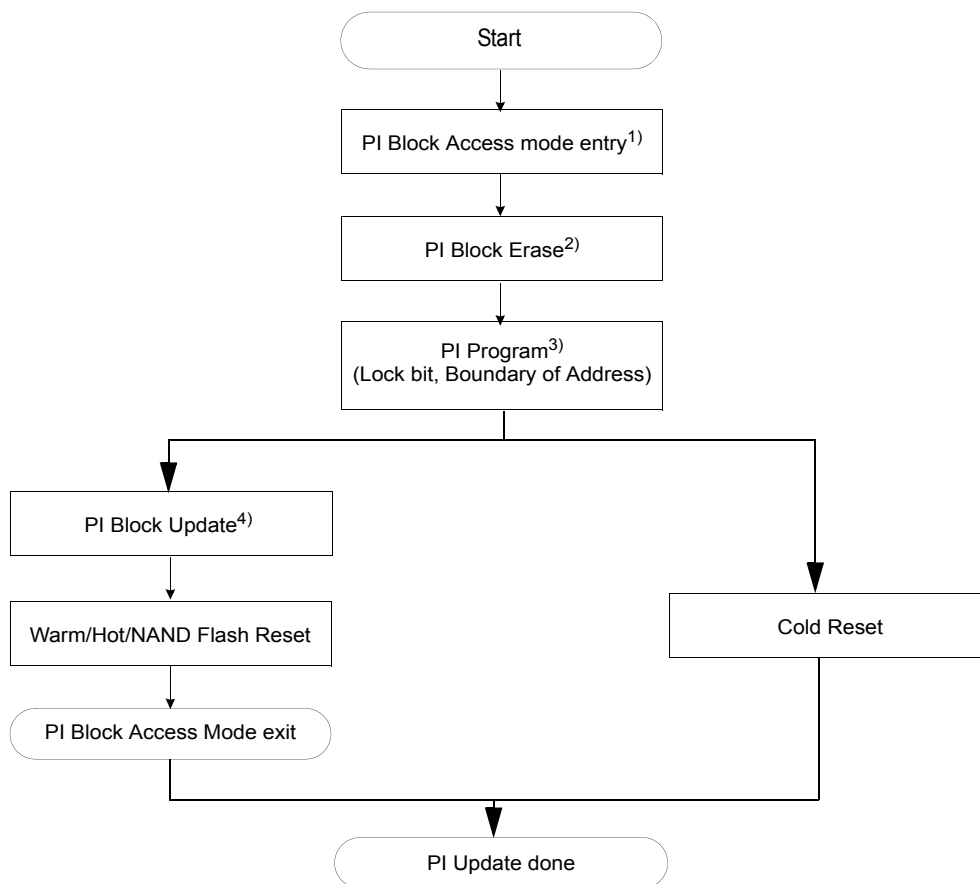 Start
PI Block Access mode entry1)
PI Block Erase2)
PI Program3)
(Lock bit, Boundary of Address)
PI Block Update4)
Warm/Hot/NAND Flash Reset
Cold Reset
PI Block Access Mode exit
PI Update done